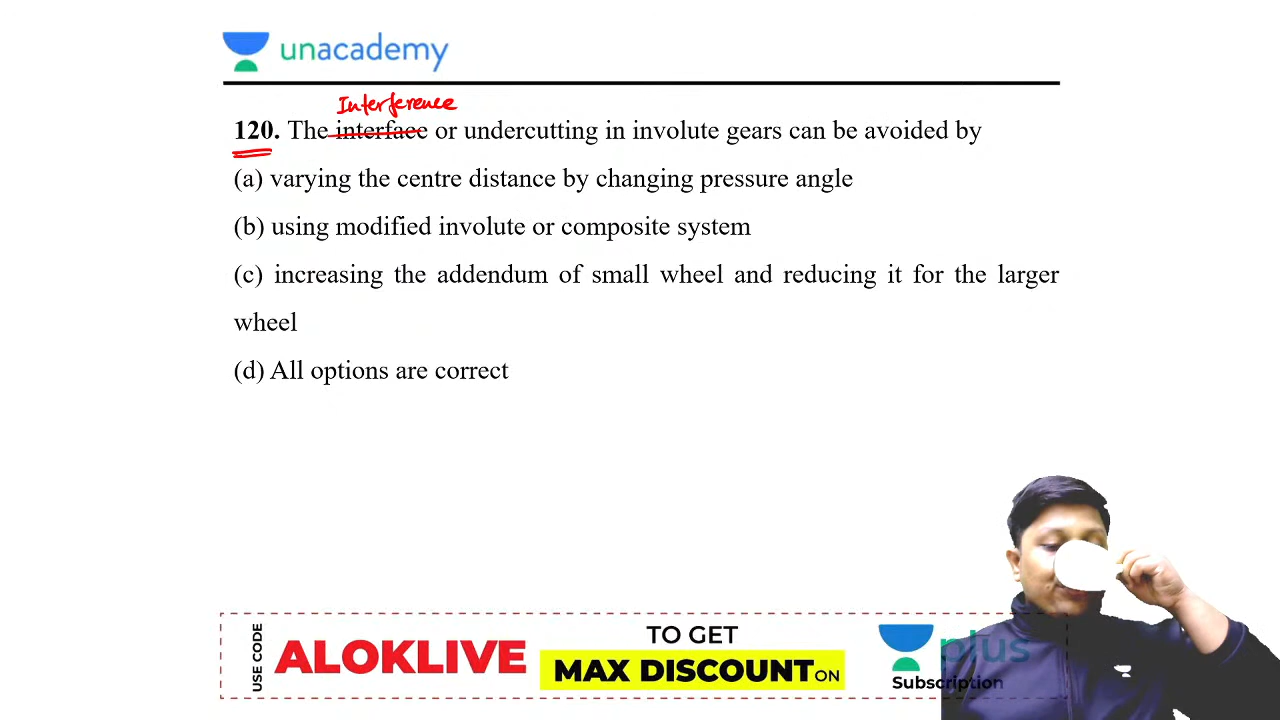 unacademy
Interference
120. The interface or undercutting in involute gears can be avoided by
(a) varying the centre distance by changing pressure angle
(b) using modified involute or composite system
(c) increasing the addendum of small wheel and reducing it for the larger
wheel
(d) All options are correct
USE CODE
ALOKLIVE
TO GET
MAX DISCOUNT ON
plus
Subscription